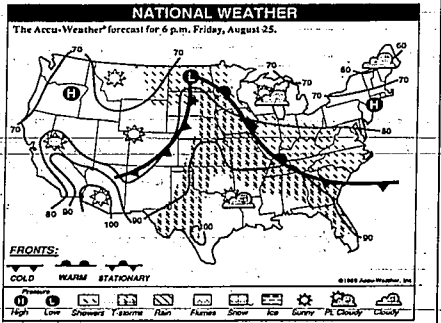 NATIONAL WEATHER
The Accu-Weather® forecast for 6 p.m. Friday, August 25.
70
70
60
60
70
70
70
H
L
H
70
80
80
90
100
90
100
90
FRONTS:
COLD WARM STATIONARY
Pressure
H L
High Low Showers T-storms Rain Flurries Snow Ice Sunny Pt. Cloudy Cloudy